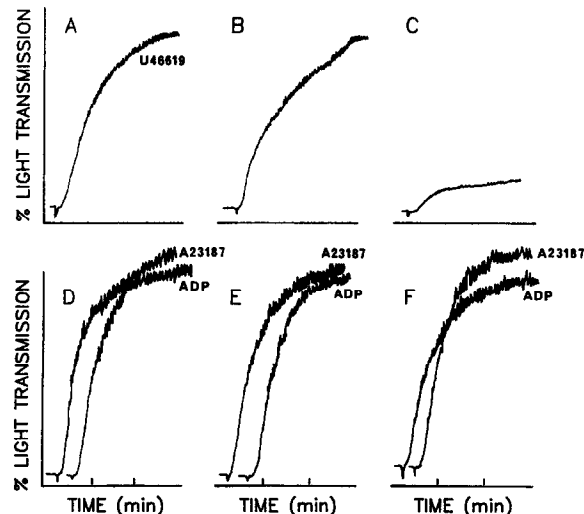 A
B
C
U46619
% LIGHT TRANSMISSION
A23187
ADP
D
A23187
ADP
E
A23187
ADP
F
% LIGHT TRANSMISSION
TIME (min)
TIME (min)
TIME (min)